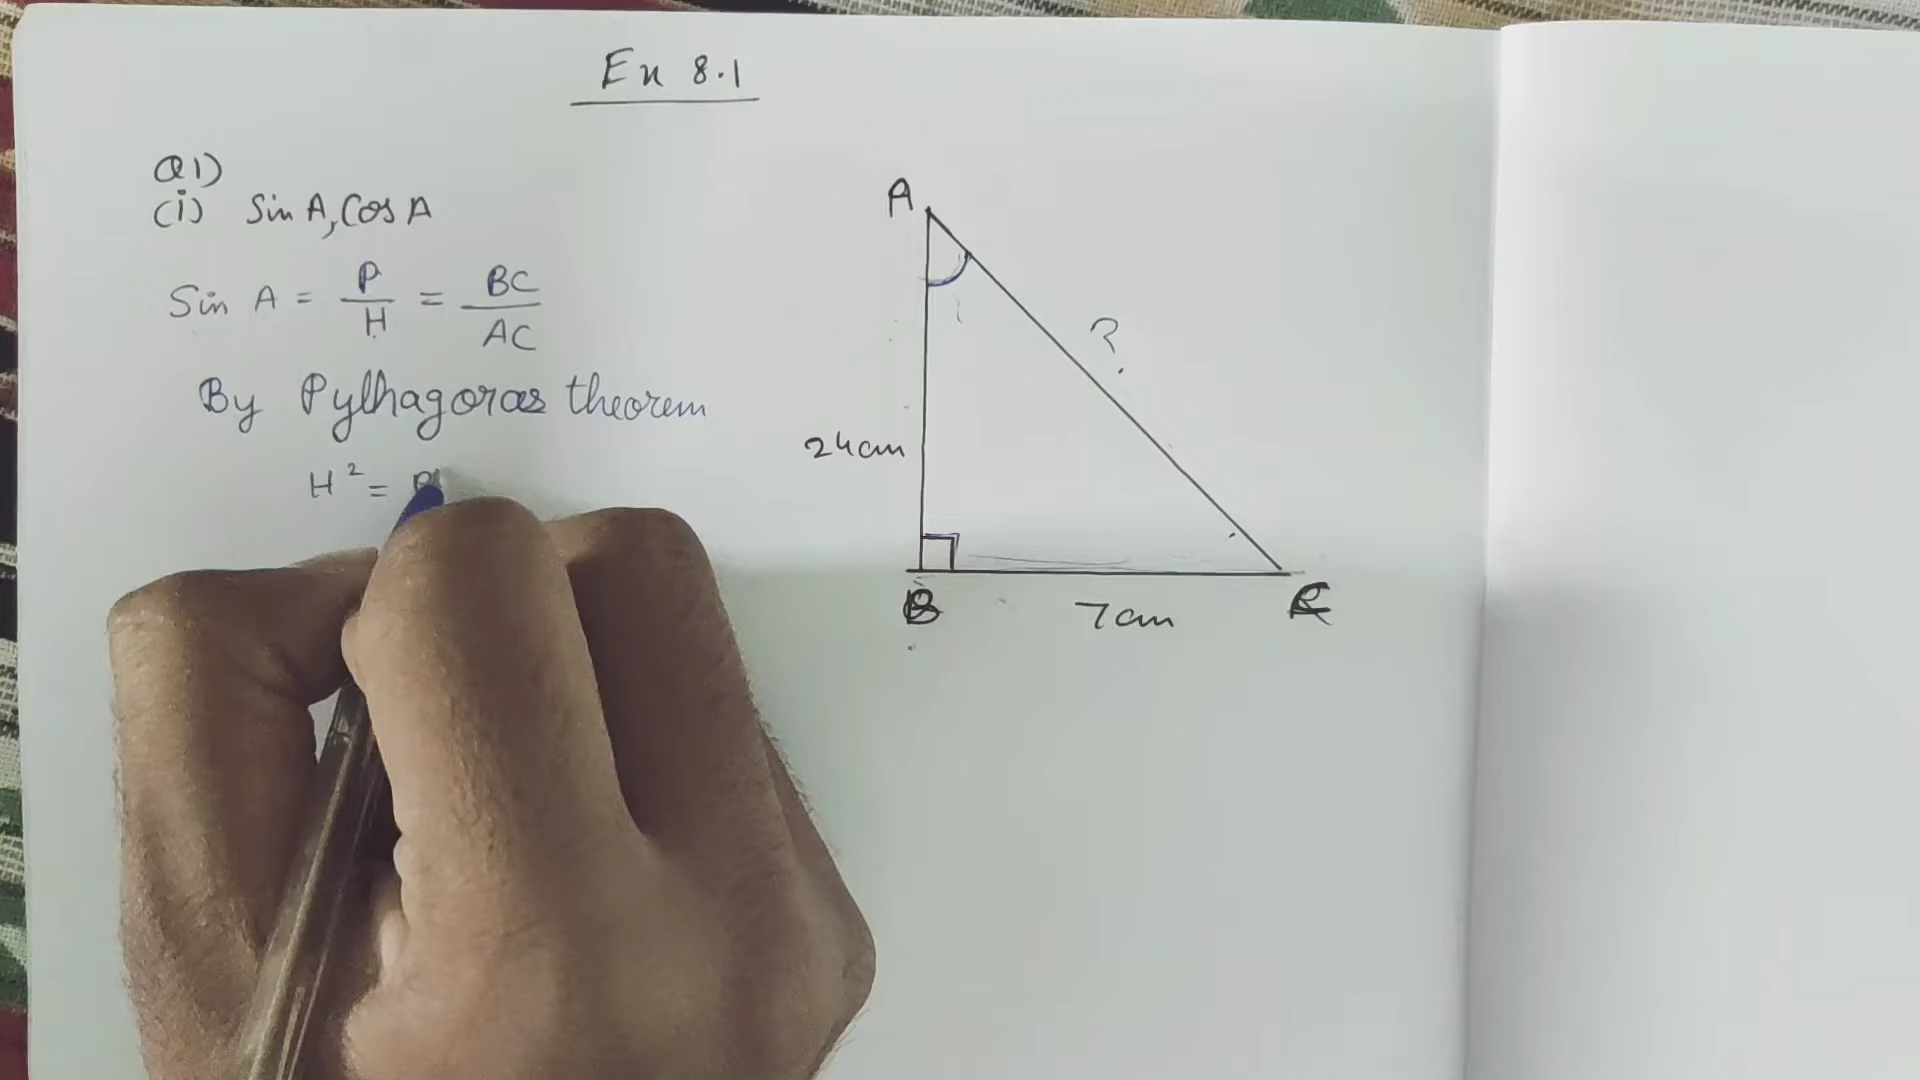 Ex 8.1
Q1)
(i) Sin A, Cos A
Sin A = P/H = BC/AC
By Pythagoras theorem
H² = P
A
?
24cm
B
7cm
C